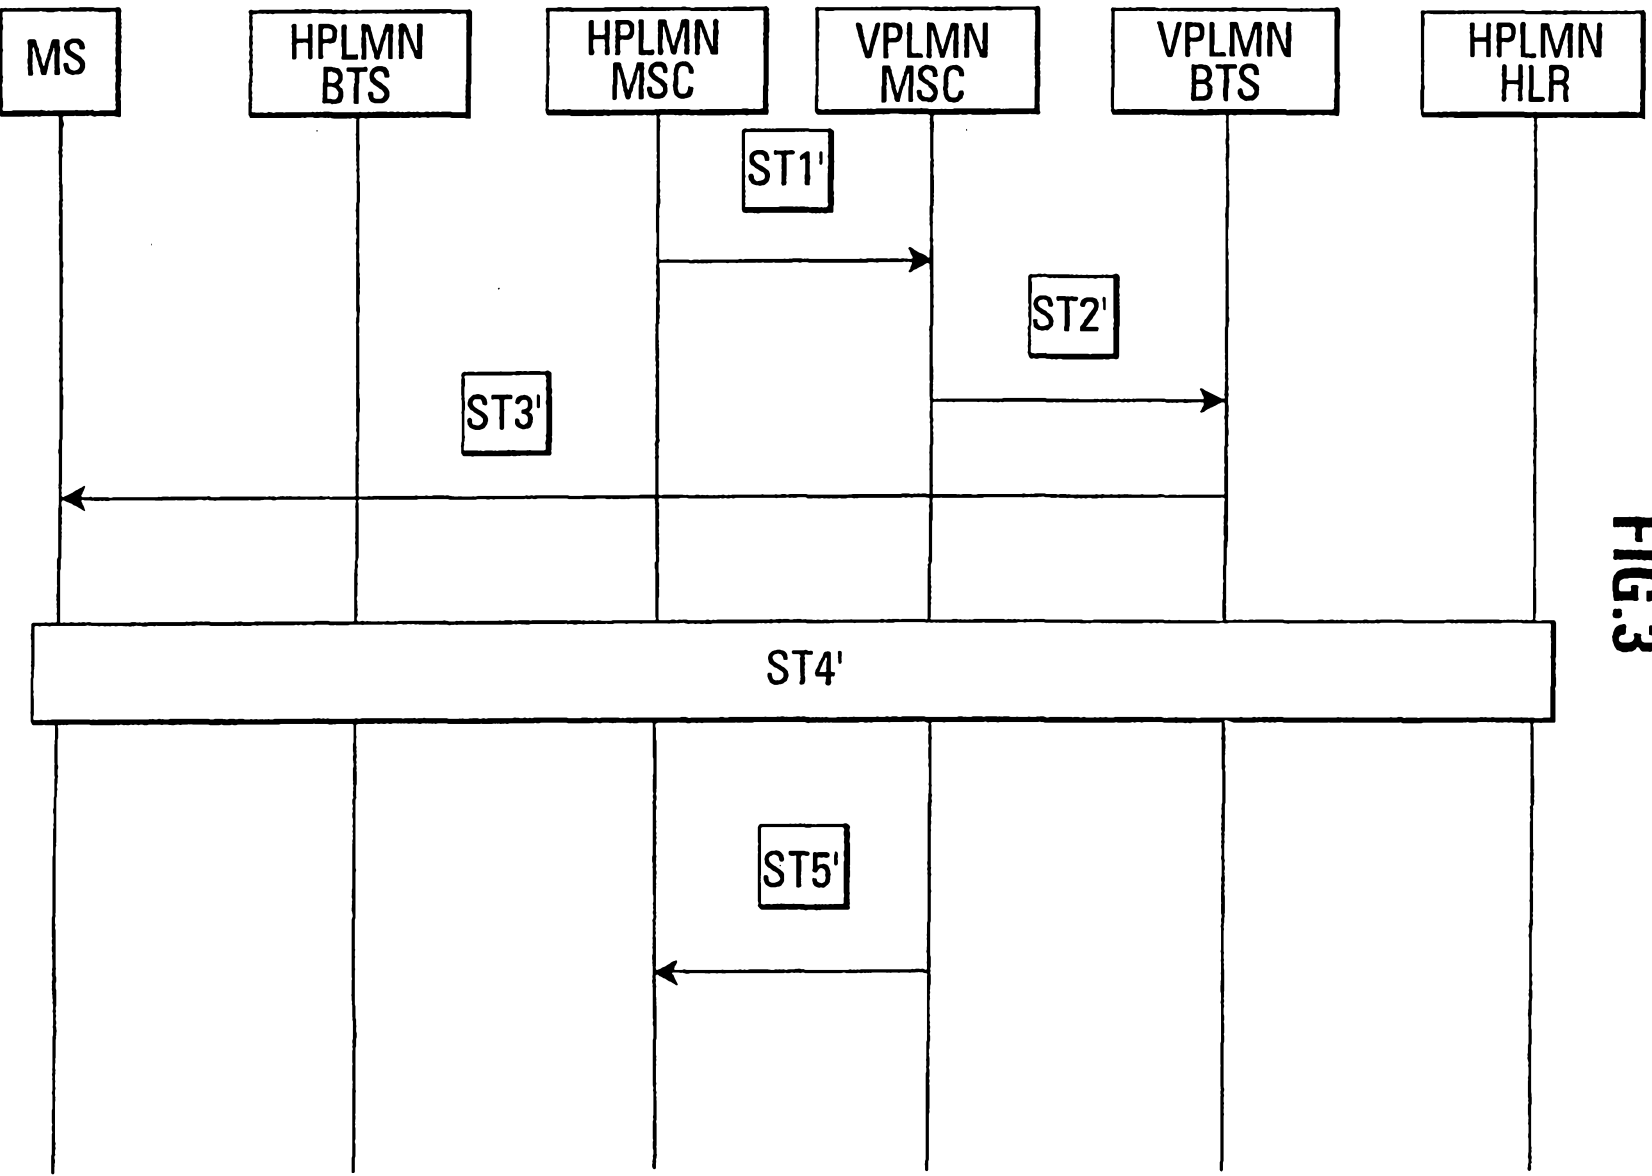 MS
HPLMN
BTS
HPLMN
MSC
VPLMN
MSC
VPLMN
BTS
HPLMN
HLR
ST1'
ST2'
ST3'
ST4'
ST5'
FIG.3